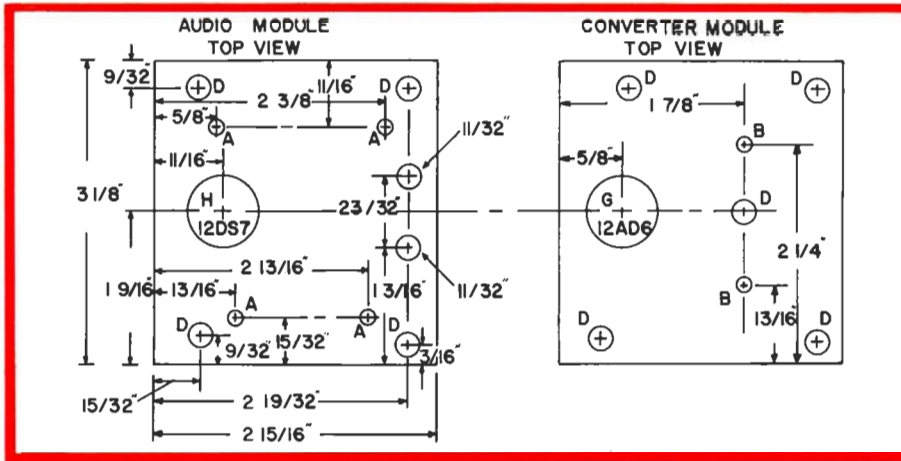 AUDIO MODULE
TOP VIEW
CONVERTER MODULE
TOP VIEW
9/32"
D
11/16"
D
D
D
2 3/8"
1 7/8"
5/8"
A
A
11/32"
B
11/16"
5/8"
3 1/8"
H
23/32"
G
D
12DS7
12AD6
2 1/4"
2 13/16"
1 9/16"
13/16"
1 3/16"
11/32"
B
A
A
13/16"
D
15/32"
D
D
D
9/32"
3/16"
15/32"
2 19/32"
2 15/16"